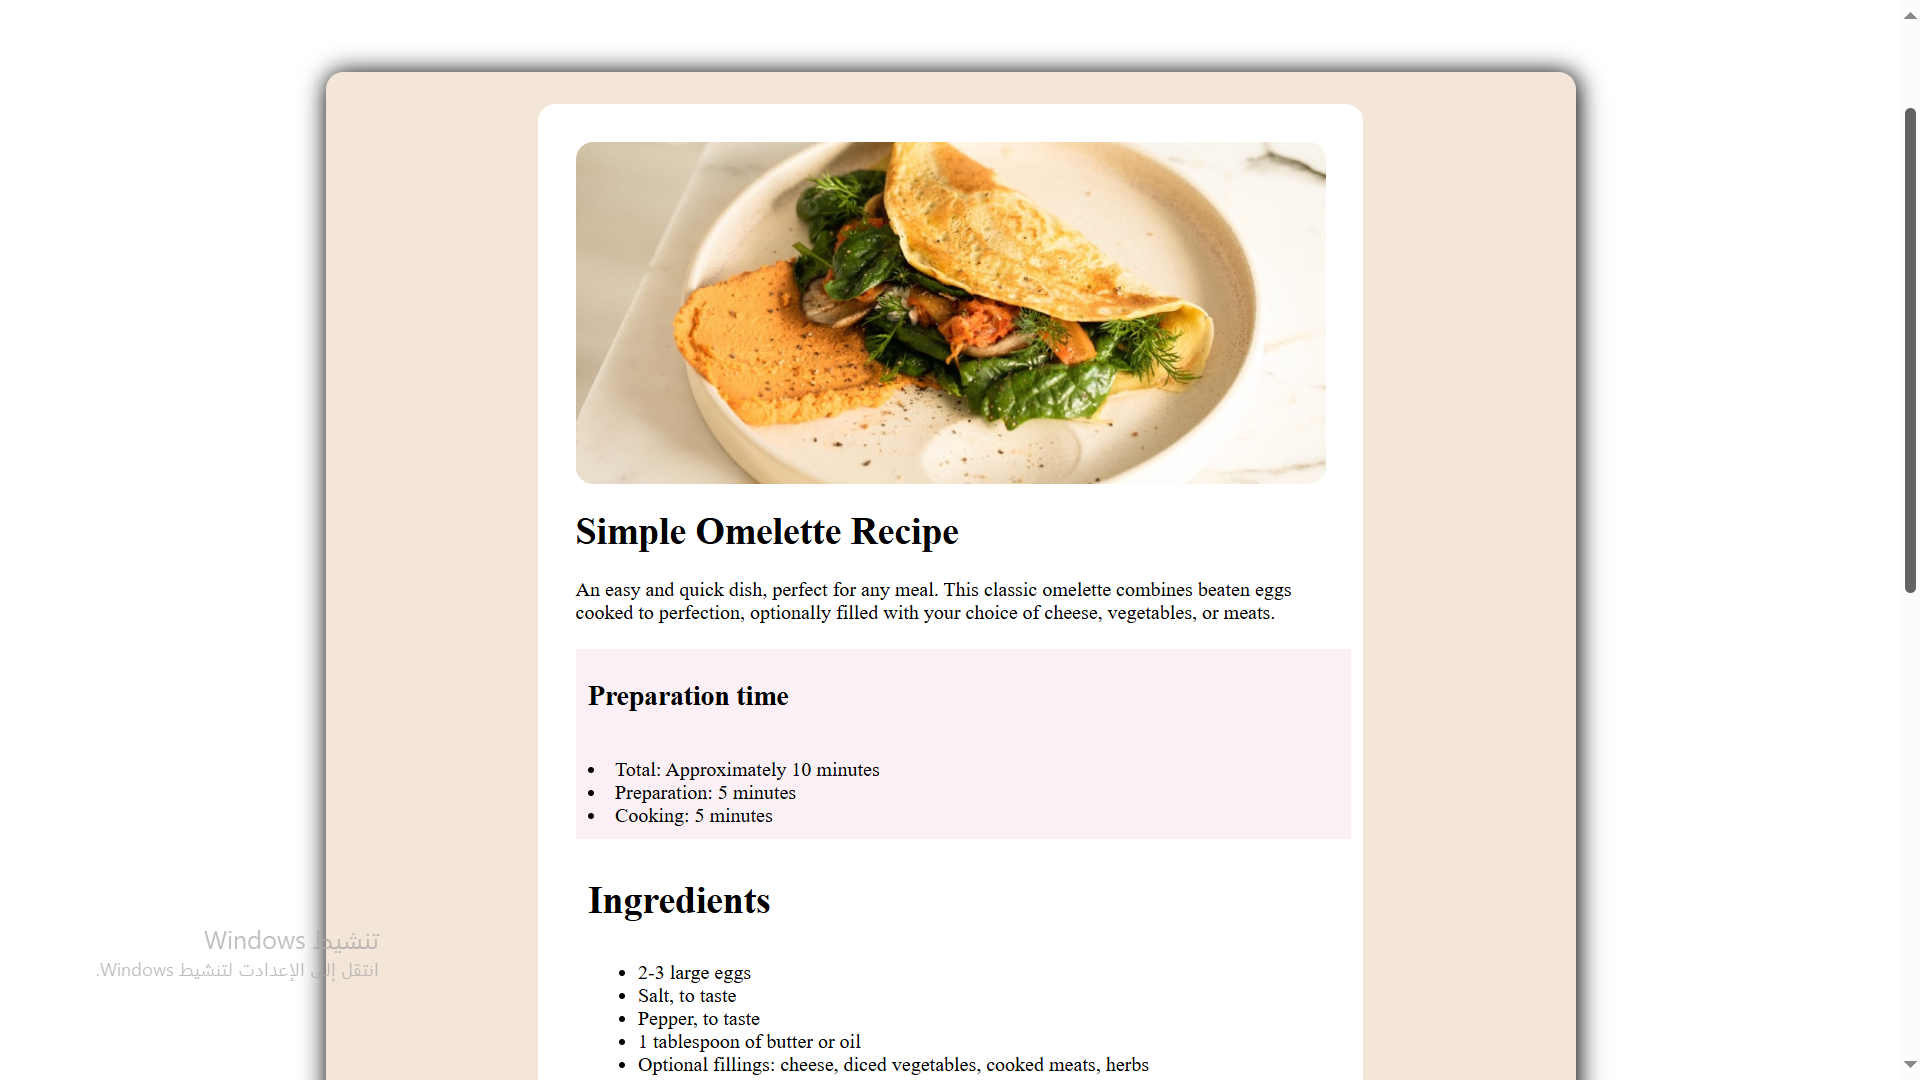 Simple Omelette Recipe
An easy and quick dish, perfect for any meal. This classic omelette combines beaten eggs
cooked to perfection, optionally filled with your choice of cheese, vegetables, or meats.
Preparation time
Total: Approximately 10 minutes
Preparation: 5 minutes
Cooking: 5 minutes
Ingredients
2-3 large eggs
Salt, to taste
Pepper, to taste
1 tablespoon of butter or oil
Optional fillings: cheese, diced vegetables, cooked meats, herbs
تنشيط Windows
انتقل إلى الإعدادت لتنشيط Windows.